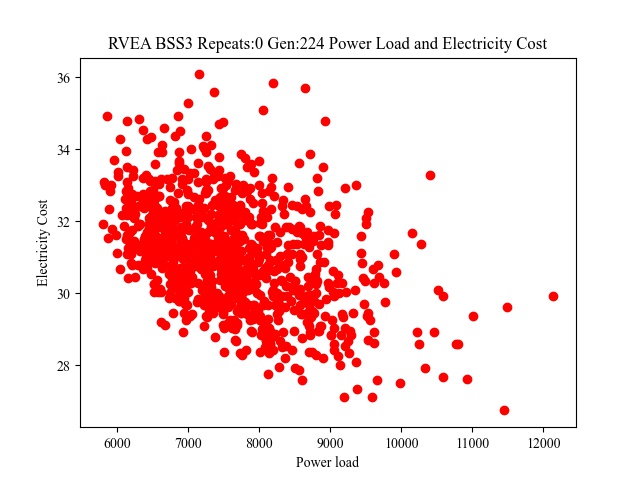 RVEA BSS3 Repeats:0 Gen:224 Power Load and Electricity Cost
36
34
32
30
28
Electricity Cost
6000 7000 8000 9000 10000 11000 12000
Power load